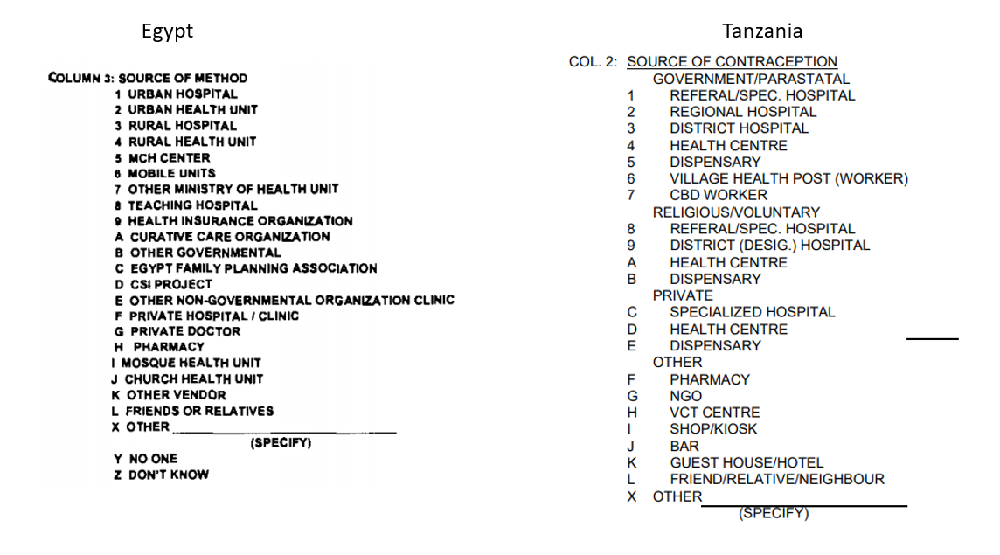 Egypt
COLUMN 3: SOURCE OF METHOD
1 URBAN HOSPITAL
2 URBAN HEALTH UNIT
3 RURAL HOSPITAL
4 RURAL HEALTH UNIT
5 MCH CENTER
6 MOBILE UNITS
7 OTHER MINISTRY OF HEALTH UNIT
8 TEACHING HOSPITAL
9 HEALTH INSURANCE ORGANIZATION
A CURATIVE CARE ORGANIZATION
B OTHER GOVERNMENTAL
C EGYPT FAMILY PLANNING ASSOCIATION
D CSI PROJECT
E OTHER NON-GOVERNMENTAL ORGANIZATION CLINIC
F PRIVATE HOSPITAL / CLINIC
G PRIVATE DOCTOR
H PHARMACY
I MOSQUE HEALTH UNIT
J CHURCH HEALTH UNIT
K OTHER VENDOR
L FRIENDS OR RELATIVES
X OTHER
(SPECIFY)
Y NO ONE
Z DON'T KNOW
Tanzania
COL. 2: SOURCE OF CONTRACEPTION
GOVERNMENT/PARASTATAL
1 REFERAL/SPEC. HOSPITAL
2 REGIONAL HOSPITAL
3 DISTRICT HOSPITAL
4 HEALTH CENTRE
5 DISPENSARY
6 VILLAGE HEALTH POST (WORKER)
7 CBD WORKER
RELIGIOUS/VOLUNTARY
8 REFERAL/SPEC. HOSPITAL
9 DISTRICT (DESIG.) HOSPITAL
A HEALTH CENTRE
B DISPENSARY
PRIVATE
C SPECIALIZED HOSPITAL
D HEALTH CENTRE
E DISPENSARY
OTHER
F PHARMACY
G NGO
H VCT CENTRE
I SHOP/KIOSK
J BAR
K GUEST HOUSE/HOTEL
L FRIEND/RELATIVE/NEIGHBOUR
X OTHER
(SPECIFY)